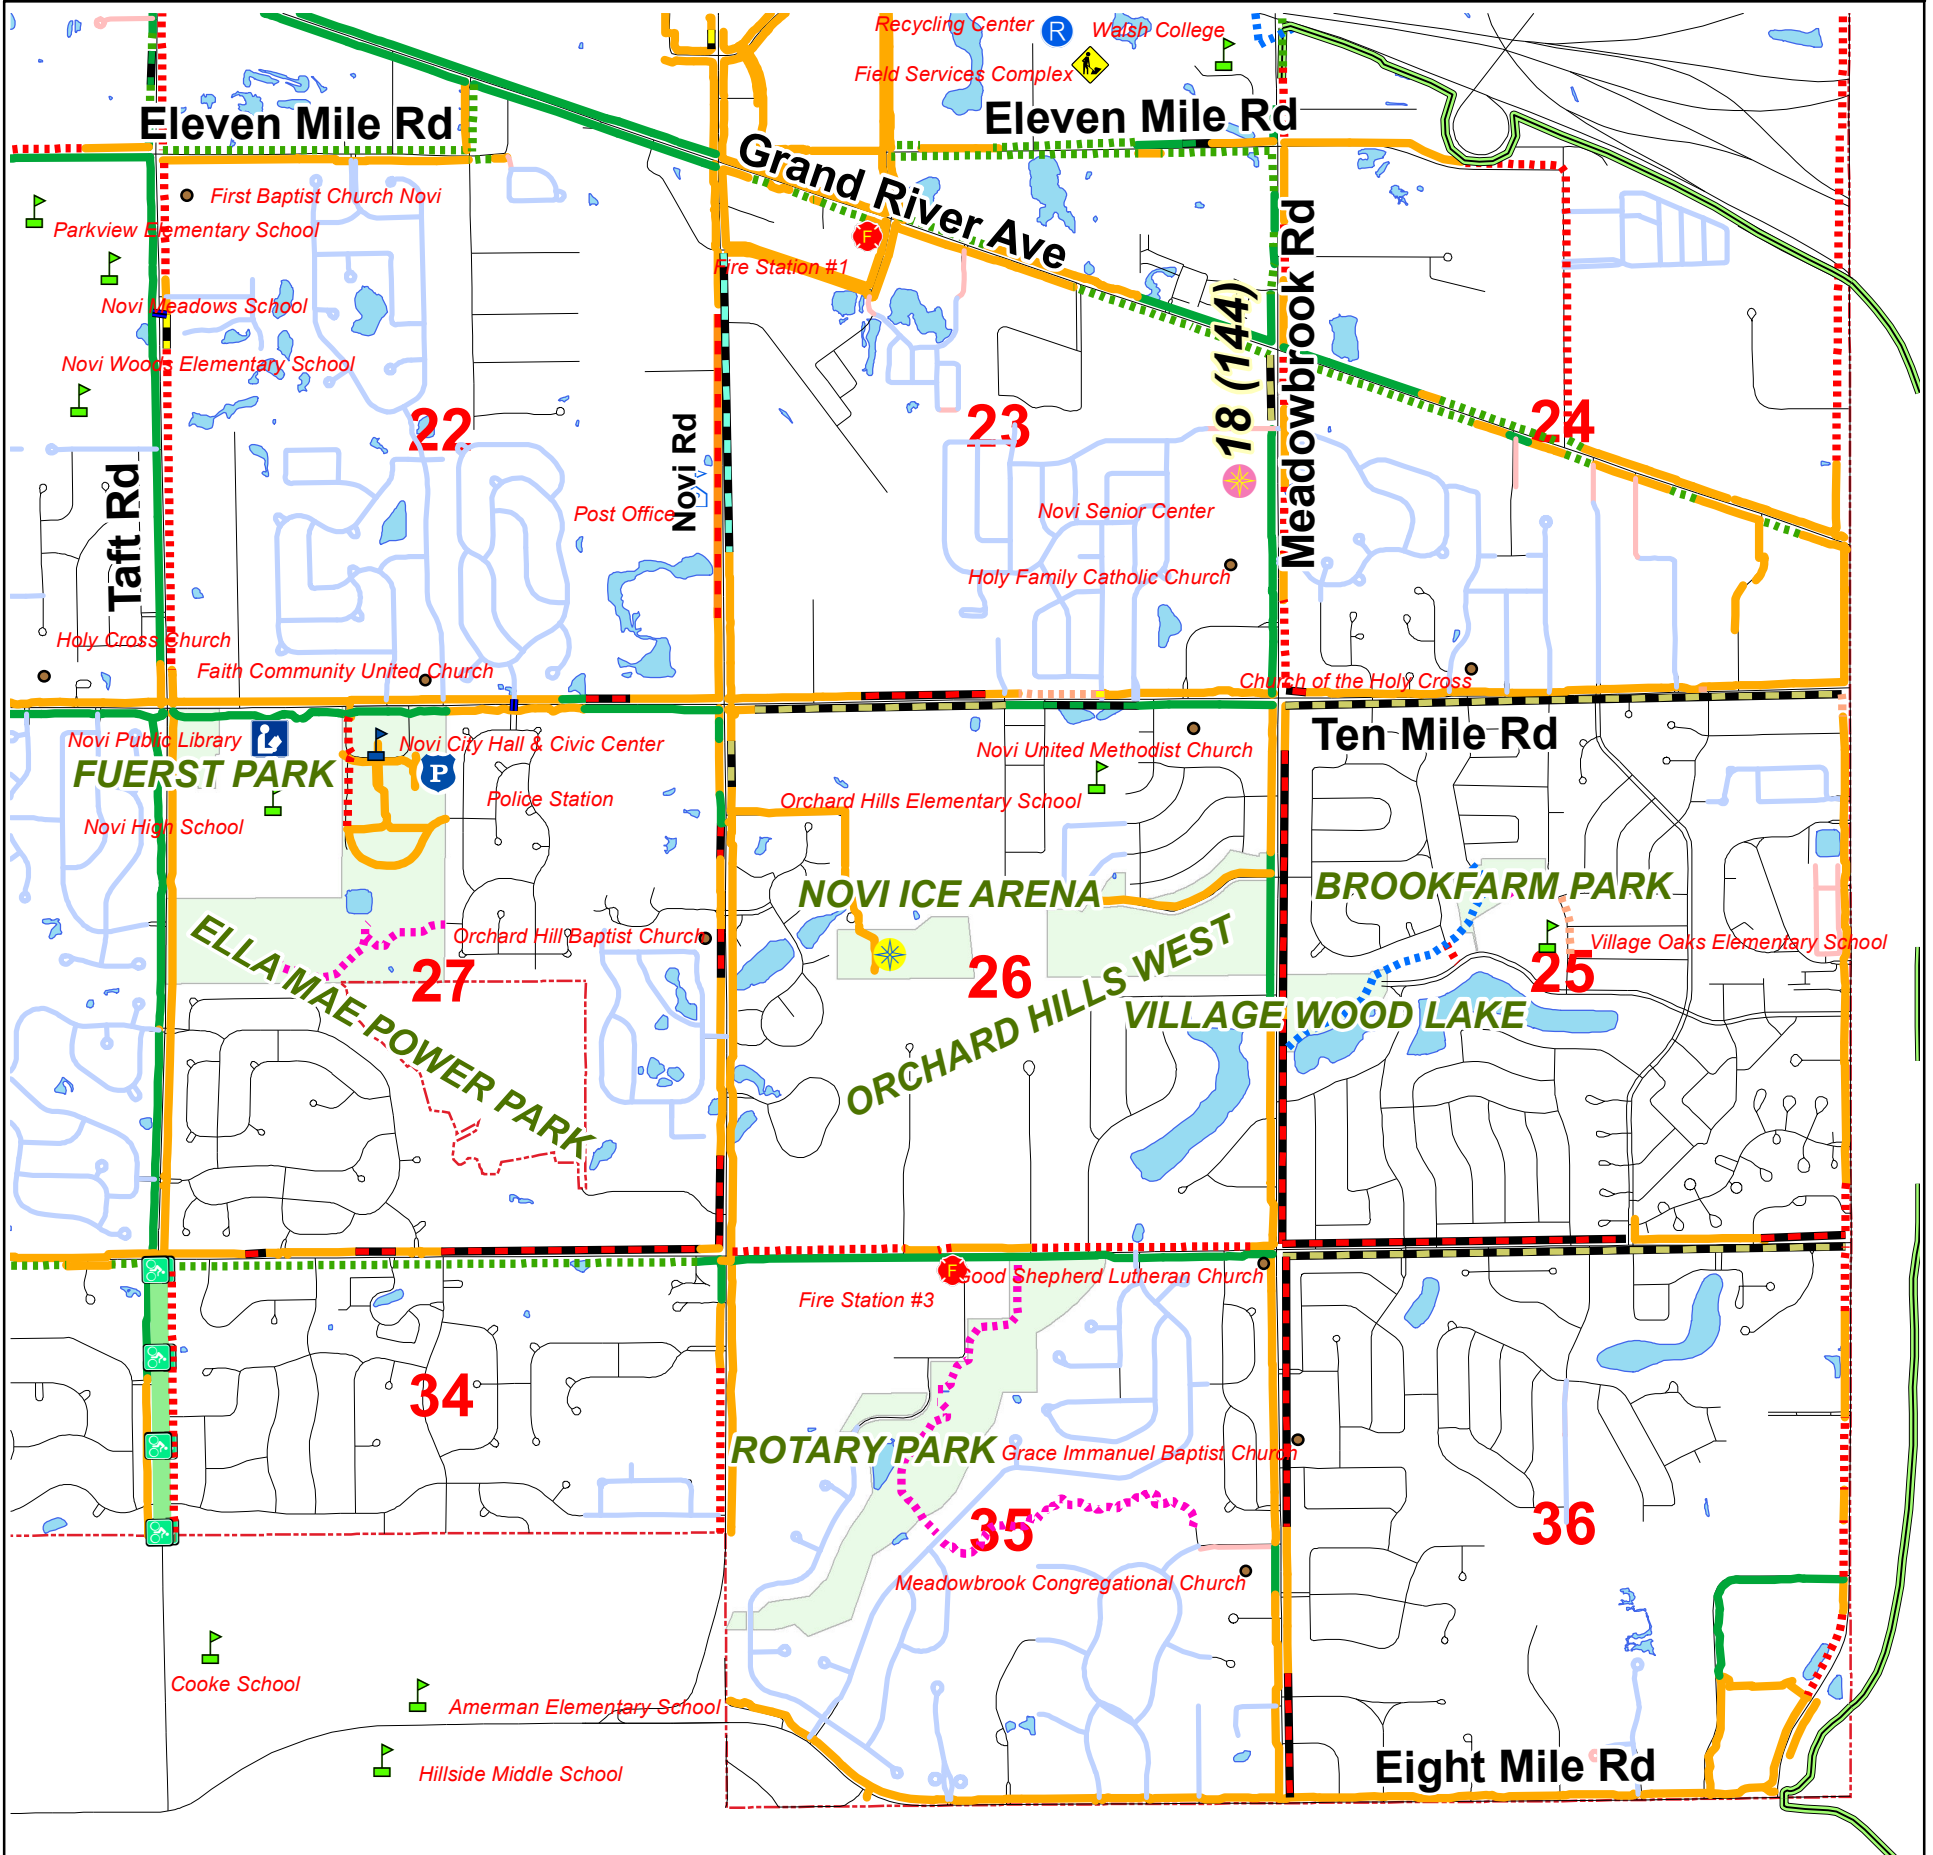 Recycling Center
R
Walsh College
Field Services Complex
Eleven Mile Rd
Eleven Mile Rd
Grand River Ave
First Baptist Church Novi
Parkview Elementary School
F
Fire Station #1
Novi Meadows School
Novi Woods Elementary School
Meadowbrook Rd
18 (144)
22
23
24
Novi Rd
Taft Rd
Post Office
Novi Senior Center
Holy Family Catholic Church
Holy Cross Church
Faith Community United Church
Church of the Holy Cross
Ten Mile Rd
Novi Public Library
Novi City Hall & Civic Center
P
Novi United Methodist Church
FUERST PARK
Police Station
Orchard Hills Elementary School
Novi High School
NOVI ICE ARENA
BROOKFARM PARK
Orchard Hill Baptist Church
Village Oaks Elementary School
ELLA MAE POWER PARK
27
26
25
ORCHARD HILLS WEST
VILLAGE WOOD LAKE
F
Good Shepherd Lutheran Church
Fire Station #3
34
ROTARY PARK
Grace Immanuel Baptist Church
35
36
Meadowbrook Congregational Church
Cooke School
Amerman Elementary School
Hillside Middle School
Eight Mile Rd